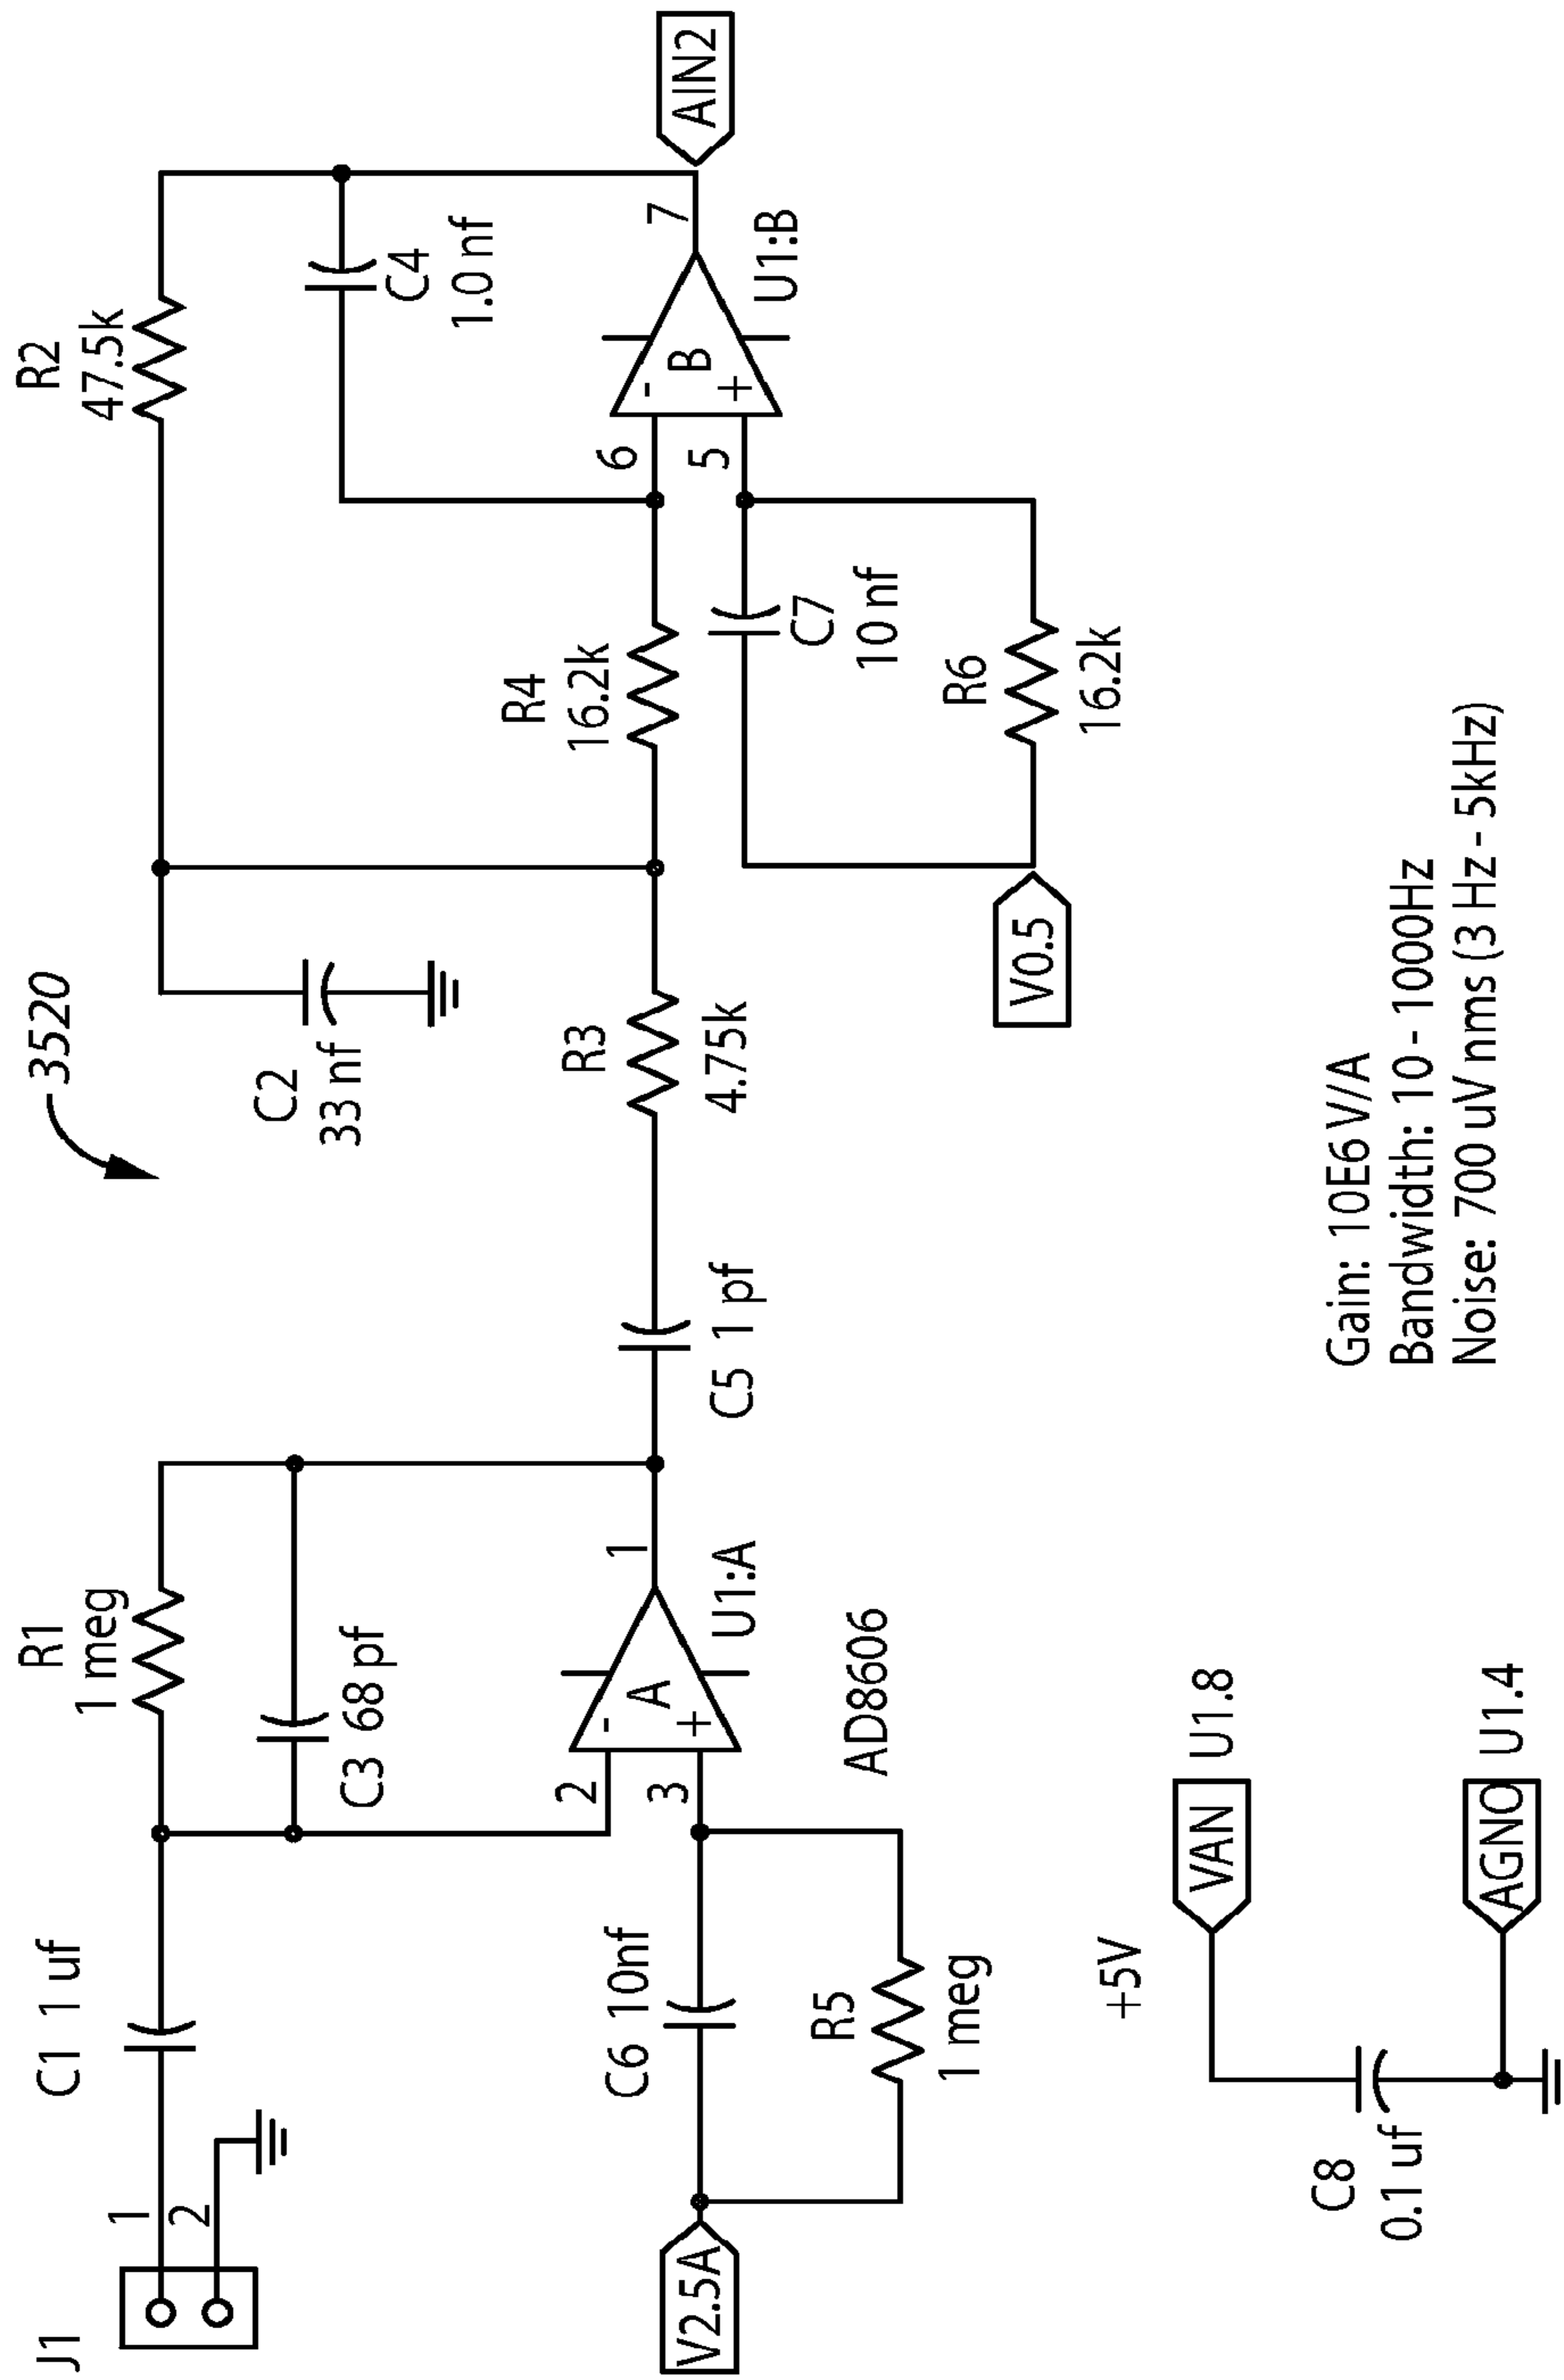 3520
J1
1
2
C1 1 uf
R1
1 meg
C3 68 pf
2
3
A
-
+
1
U1:A
AD8606
C6 10nf
R5
1 meg
V2.5A
C5 1 pf
R3
4.75k
C2
33 nf
R2
47.5k
C4
1.0 nf
R4
16.2k
6
5
B
-
+
7
U1:B
AIN2
C7
10 nf
R6
16.2k
V0.5
C8
0.1 uf
+5V
VAN
U1.8
AGNO
U1.4
Gain: 10E6 V/A
Bandwidth: 10 - 1000Hz
Noise: 700 uV nms (3 Hz - 5kHz)